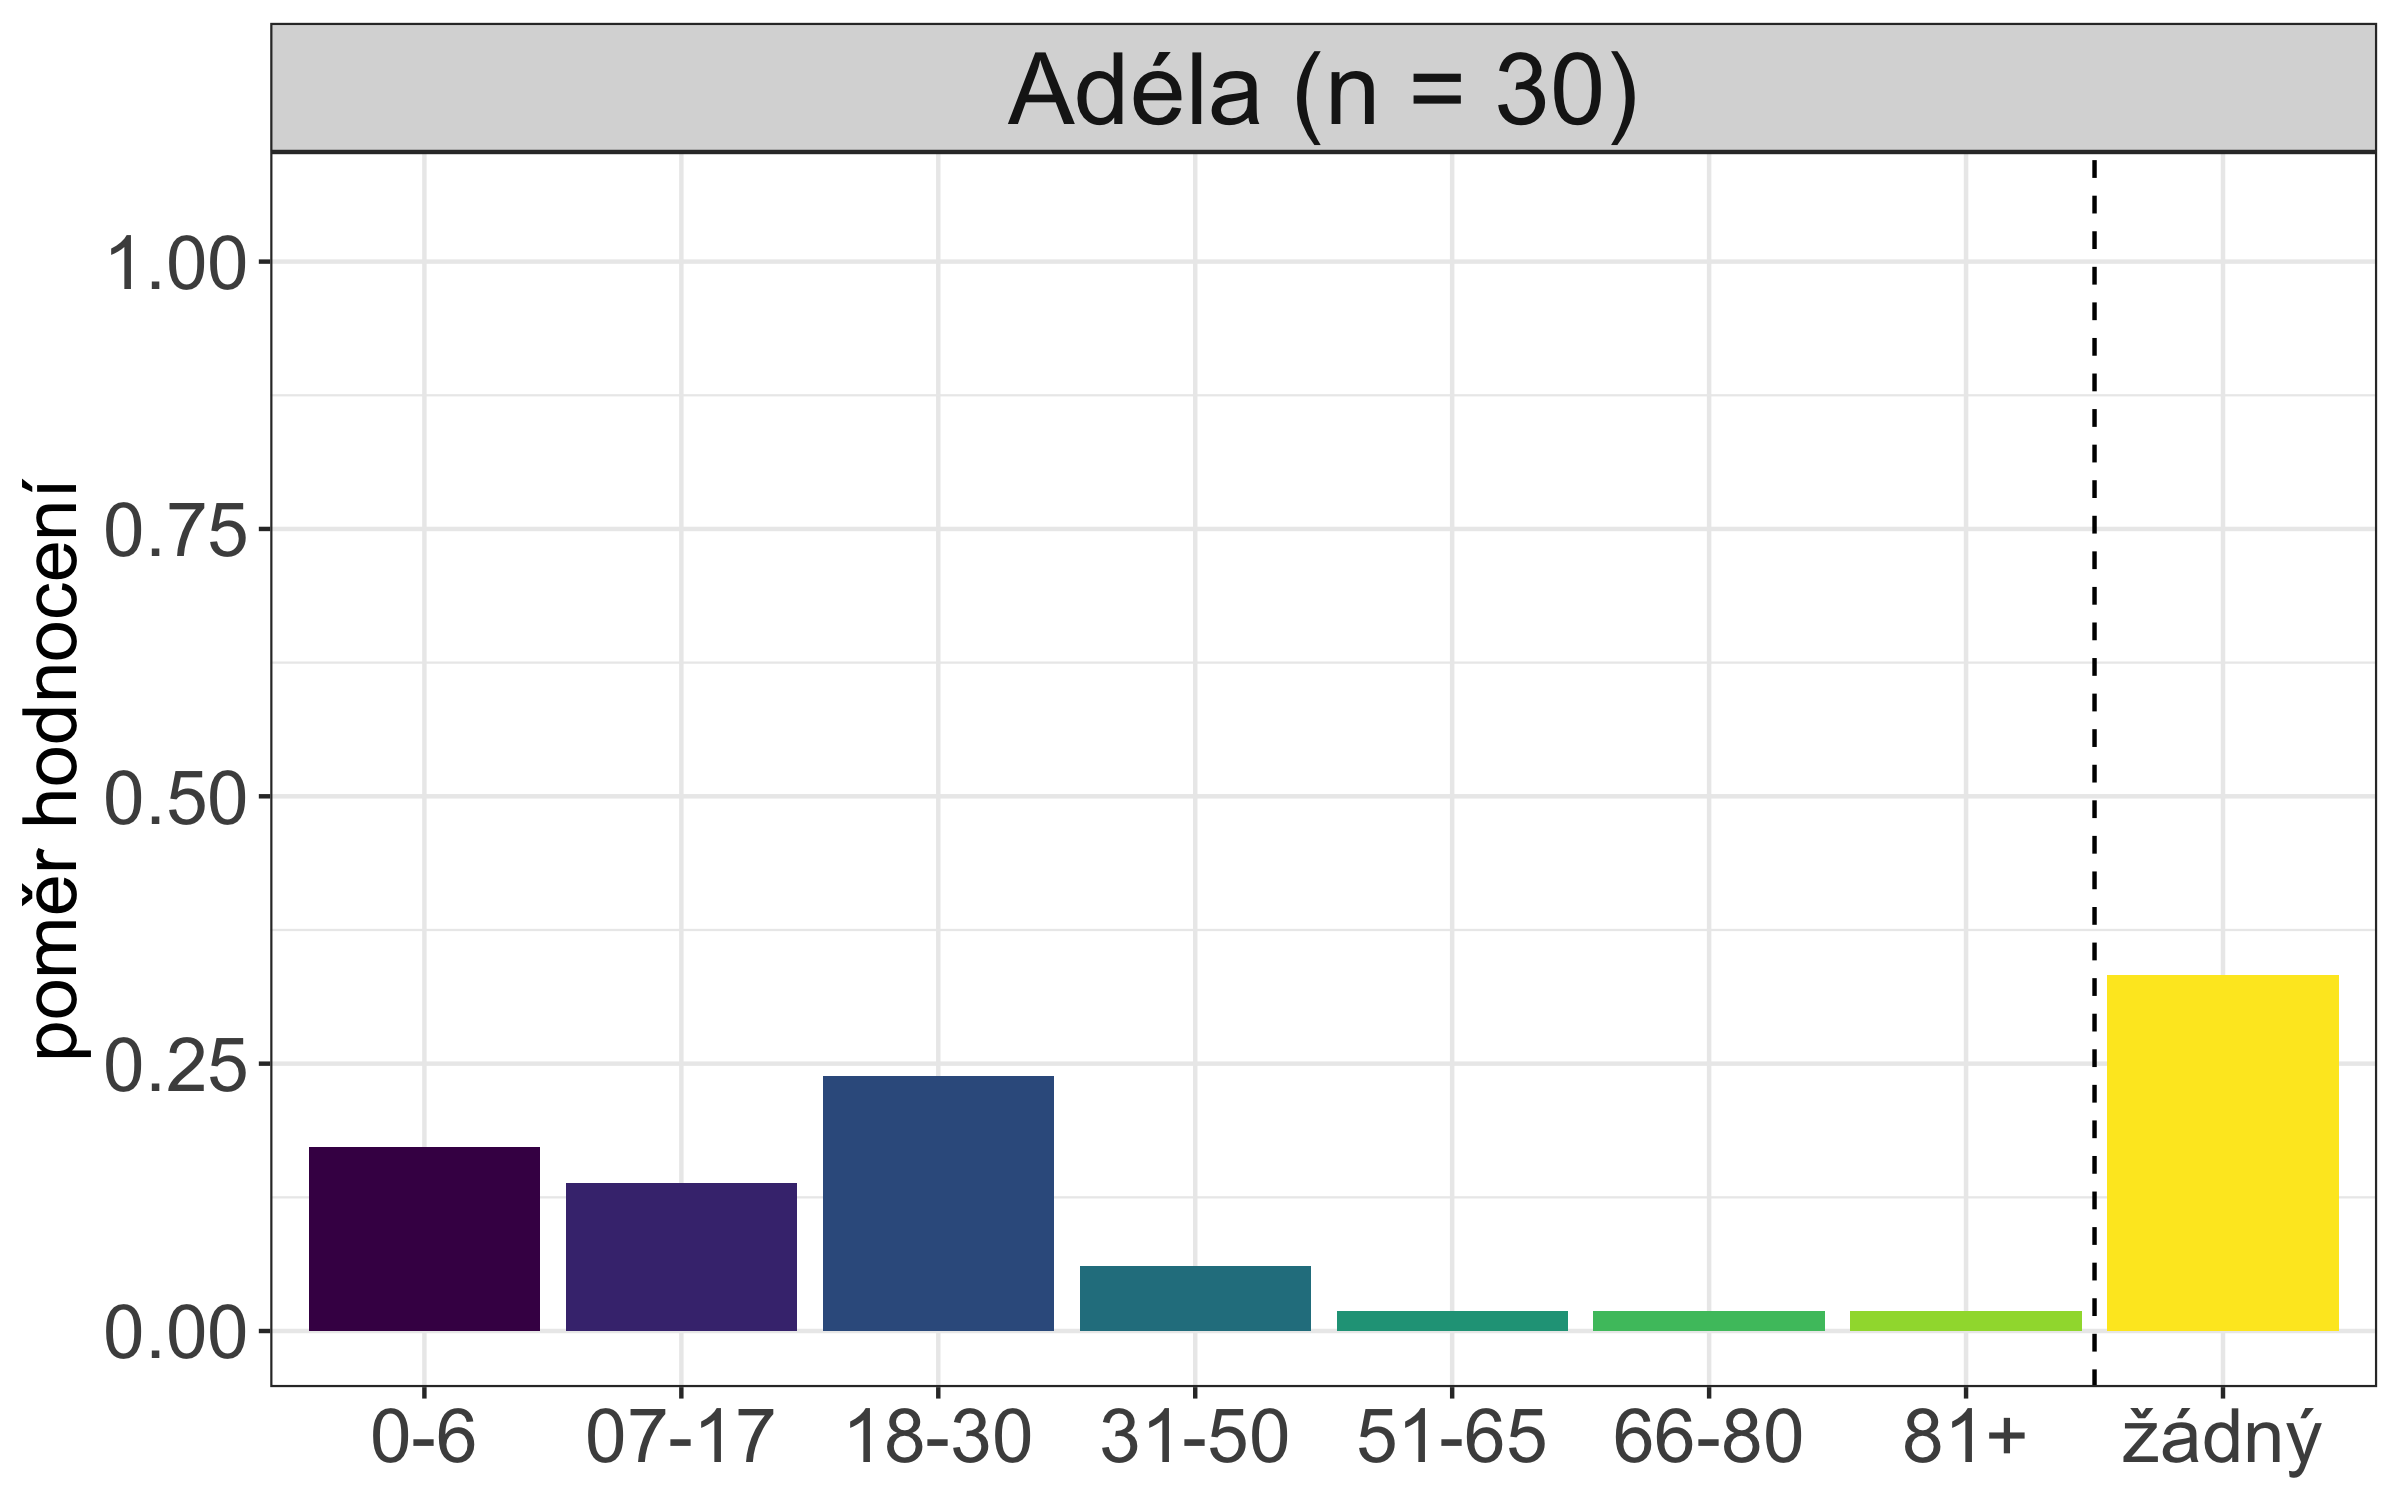 Adéla (n = 30)
poměr hodnocení
1.00
0.75
0.50
0.25
0.00
0-6 07-17 18-30 31-50 51-65 66-80 81+ žádný